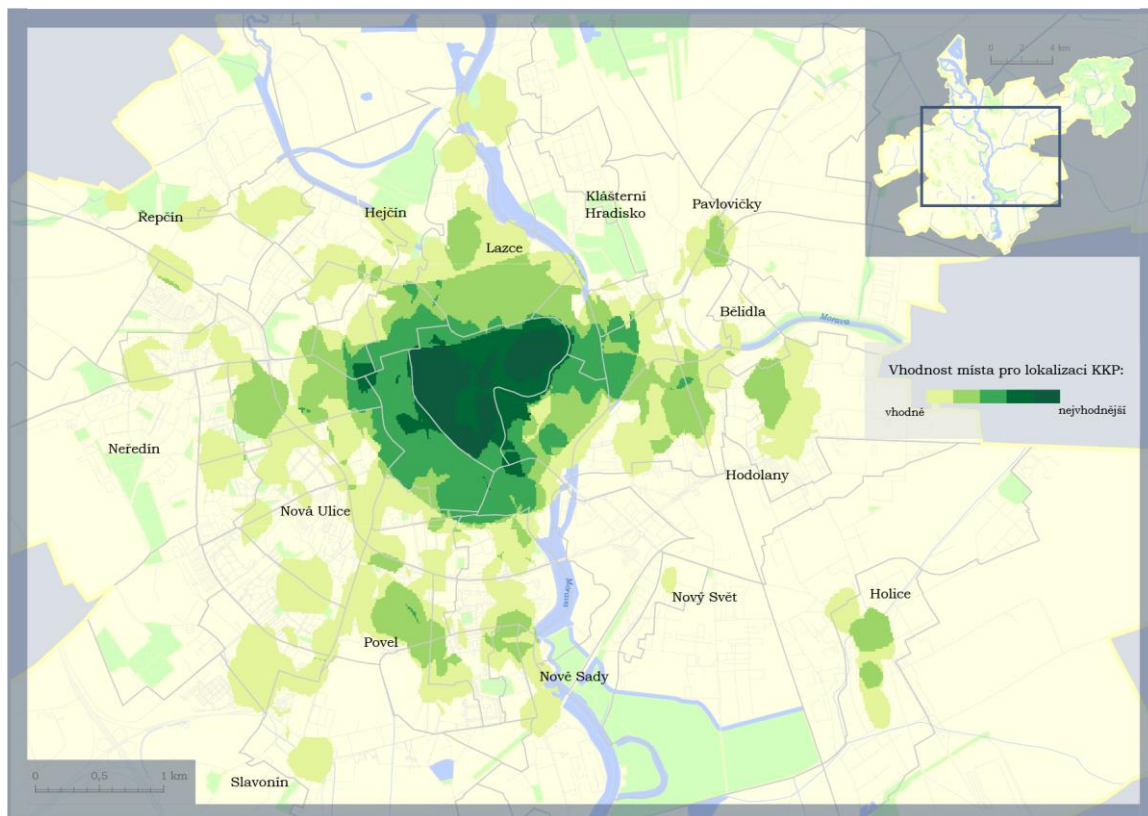 0 2 4 km
Klášterní
Hradisko
Pavlovičky
Řepčín
Hejčín
Lazce
Bělidla
Morava
Vhodnost místa pro lokalizaci KKP:
vhodné
nejvhodnější
Neředín
Hodolany
Nová Ulice
Morava
Nový Svět
Holice
Povel
Nové Sady
Slavonín
0 0,5 1 km